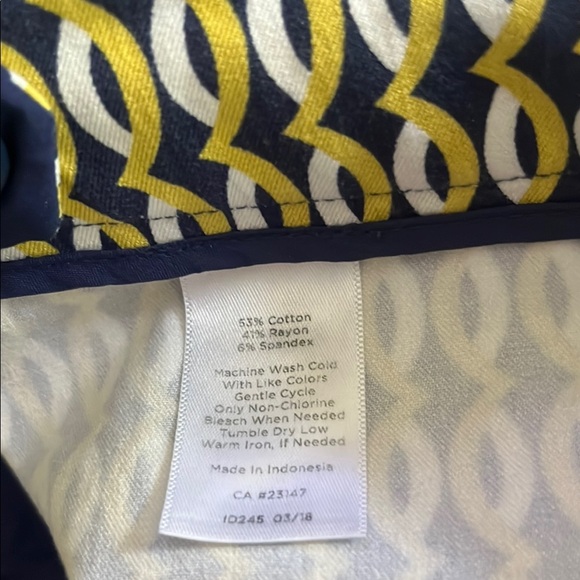 53% Cotton
41% Rayon
6% Spandex
Machine Wash Cold
With Like Colors
Gentle Cycle
Only Non-Chlorine
Bleach When Needed
Tumble Dry Low
Warm Iron, If Needed
Made In Indonesia
CA #23147
ID245 03/18